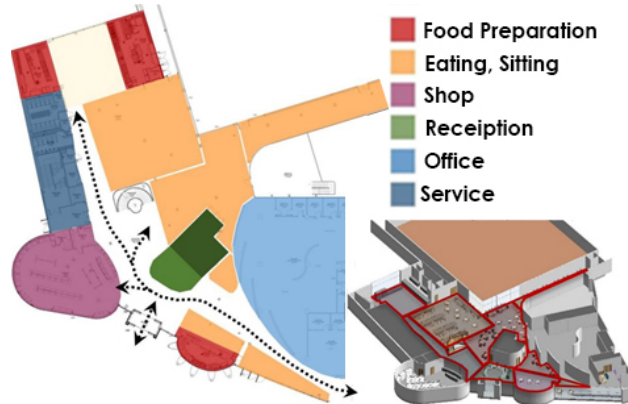 Food Preparation
Eating, Sitting
Shop
Receiption
Office
Service